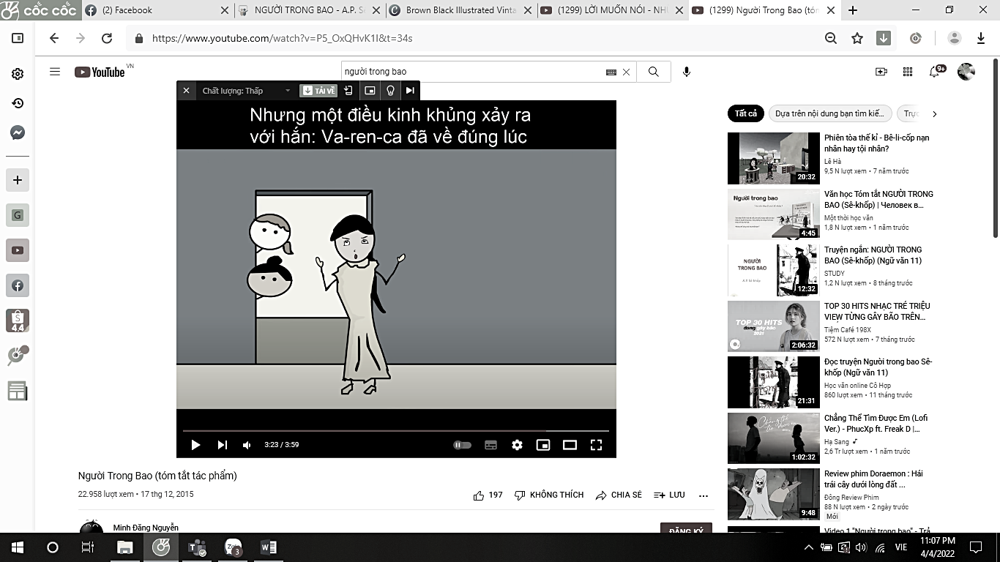 cốc cốc
(2) Facebook
NGƯỜI TRONG BAO - A.P. S
Brown Black Illustrated Vinta
(1299) LỜI MUỐN NÓI - NH
(1299) Người Trong Bao (tón
https://www.youtube.com/watch?v=P5_OxQHvK1I&t=34s
YouTube VN
người trong bao
9+
Chất lượng: Thấp
TẢI VỀ
Nhưng một điều kinh khủng xảy ra
với hắn: Va-ren-ca đã về đúng lúc
3:23 / 3:59
Người Trong Bao (tóm tắt tác phẩm)
22.958 lượt xem • 17 thg 12, 2015
197
KHÔNG THÍCH
CHIA SẺ
LƯU
Minh Đăng Nguyễn
ĐĂNG KÝ
Tất cả
Dựa trên nội dung bạn tìm kiế...
Trực
Phiên tòa thế kỉ - Bê-li-cốp nạn
nhân hay tội nhân?
Lê Hà
9,5 N lượt xem • 7 năm trước
20:32
Người trong bao
4:45
Văn học Tóm tắt NGƯỜI TRONG
BAO (Sê-khốp) | Человек в...
Một thời học văn
1,8 N lượt xem • 1 năm trước
NGƯỜI
TRONG BAO
12:32
Truyện ngắn: NGƯỜI TRONG
BAO (Sê-khốp) (Ngữ văn 11)
STUDY
1,2 N lượt xem • 8 tháng trước
TOP 30 HITS
đang gây bão
2021
2:06:32
TOP 30 HITS NHẠC TRẺ TRIỆU
VIEW TỪNG GÂY BÃO TRÊN...
Tiệm Café 198X
572 N lượt xem • 7 tháng trước
21:31
Đọc truyện Người trong bao Sê-
khốp (Ngữ văn 11)
Học văn online Cô Hợp
860 lượt xem • 11 tháng trước
1:02:32
Chẳng Thể Tìm Được Em (Lofi
Ver.) - PhucXp ft. Freak D |...
Hạ Sang
2,6 Tr lượt xem • 1 năm trước
9:48
Review phim Doraemon : Hái
trái cây dưới lòng đất ...
Đông Review Phim
88 N lượt xem • 2 ngày trước
Mới
Video 1 "Người trong bao" - Trả
G
4.4
3
VIE
11:07 PM
4/4/2022